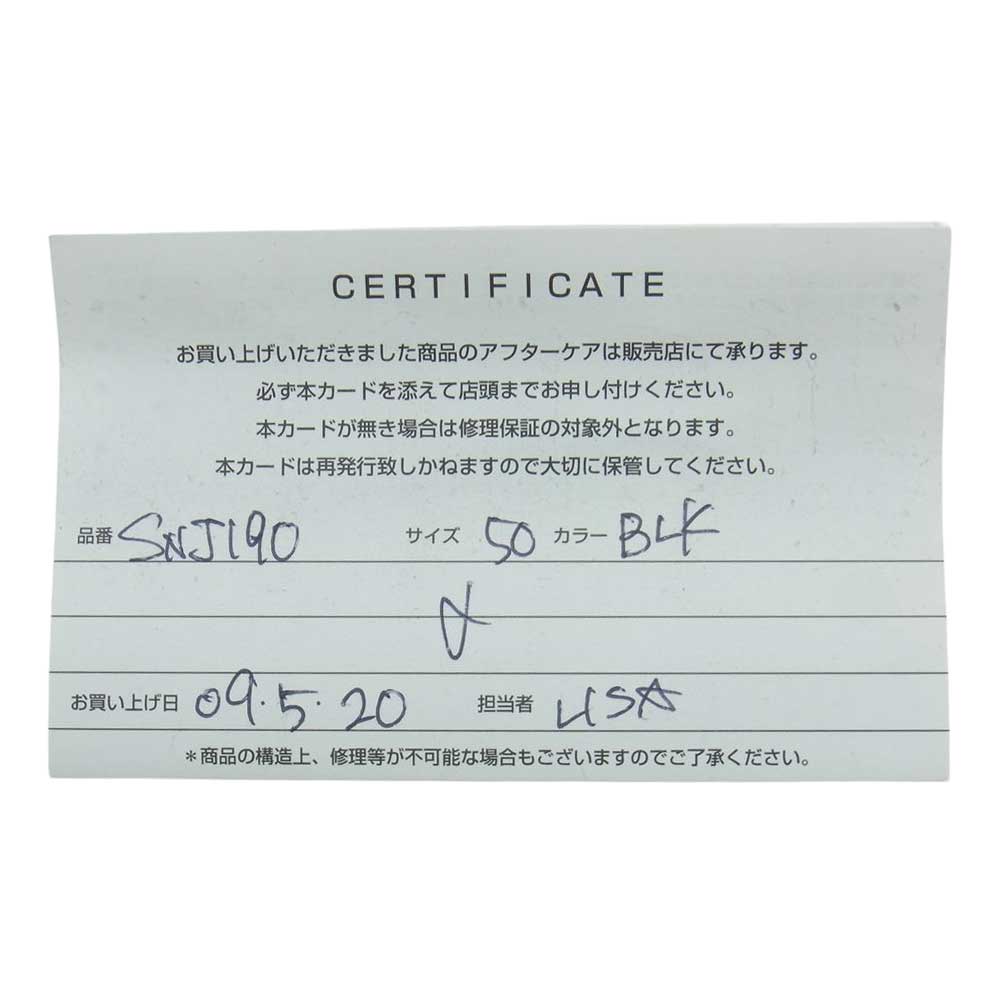 CERTIFICATE
お買い上げいただきました商品のアフターケアは販売店にて承ります。
必ず本カードを添えて店頭までお申し付けください。
本カードが無き場合は修理保証の対象外となります。
本カードは再発行致しかねますので大切に保管してください。
品番 SNJ190 サイズ 50 カラー BLK
お買い上げ日 09.5.20 担当者
*商品の構造上、修理等が不可能な場合もございますのでご了承ください。